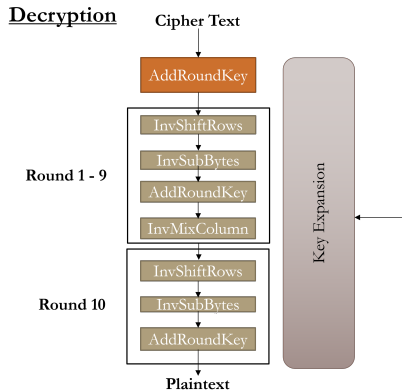 Decryption
Cipher Text
AddRoundKey
Round 1 - 9
InvShiftRows
InvSubBytes
AddRoundKey
InvMixColumn
Round 10
InvShiftRows
InvSubBytes
AddRoundKey
Plaintext
Key Expansion